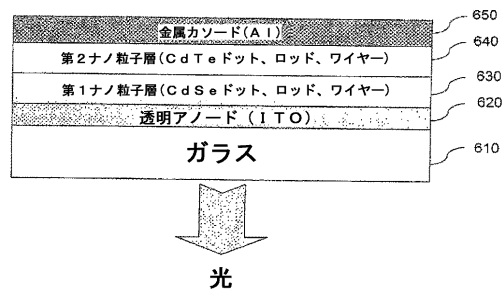 金属カソード(Al) 650
第2ナノ粒子層(CdTeドット、ロッド、ワイヤー) 640
第1ナノ粒子層(CdSeドット、ロッド、ワイヤー) 630
透明アノード(ITO) 620
ガラス 610
光